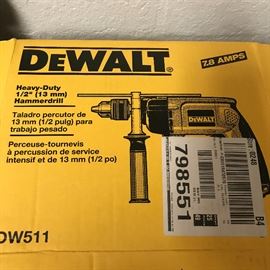 DEWALT®
7.8 AMPS
Heavy-Duty
1/2" (13 mm)
Hammerdrill
Taladro percutor de
13 mm (1/2 pulg) para
trabajo pesado
Perceuse-tournevis
à percussion de service
intensif et de 13 mm (1/2 po)
DEWALT
798551
B4
DW511